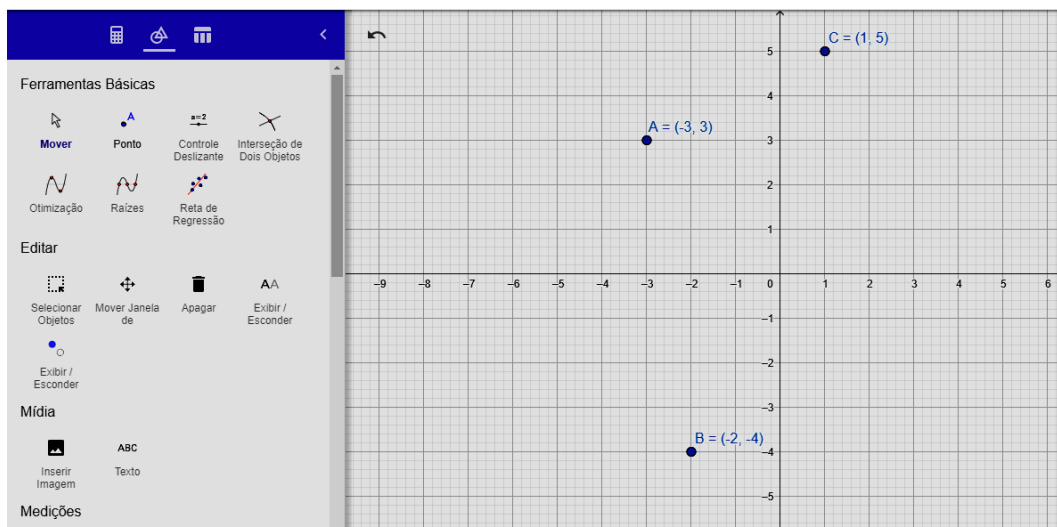 Ferramentas Básicas
A
a=2
Mover
Ponto
Controle
Deslizante
Interseção de
Dois Objetos
Otimização
Raízes
Reta de
Regressão
Editar
AA
Selecionar
Objetos
Mover Janela
de
Apagar
Exibir /
Esconder
Exibir /
Esconder
Mídia
ABC
Inserir
Imagem
Texto
Medições
C = (1, 5)
A = (-3, 3)
B = (-2, -4)
5
4
3
2
1
–9 –8 –7 –6 –5 –4 –3 –2 –1 0 1 2 3 4 5 6
–1
–2
–3
–4
–5